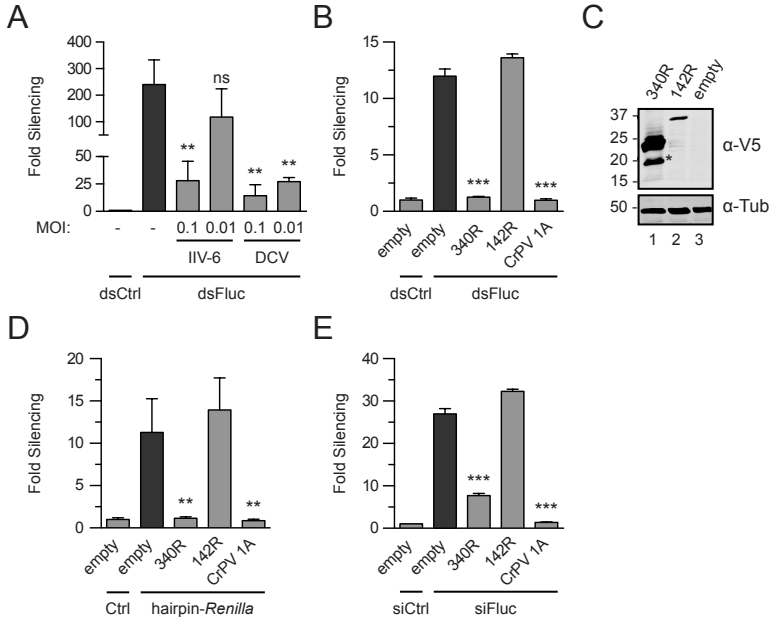 A
Fold Silencing
400
300
200
100
50
25
0
ns
**
**
**
MOI:
-
-
0.1
0.01
0.1
0.01
IIV-6
DCV
dsCtrl
dsFluc
B
Fold Silencing
15
10
5
0
***
***
empty
empty
340R
142R
CrPV 1A
dsCtrl
dsFluc
C
340R
142R
empty
37
25
20
15
*
α-V5
50
α-Tub
1
2
3
D
Fold Silencing
20
15
10
5
0
**
**
empty
empty
340R
142R
CrPV 1A
Ctrl
hairpin-Renilla
E
Fold Silencing
40
30
20
10
0
***
***
empty
empty
340R
142R
CrPV 1A
siCtrl
siFluc